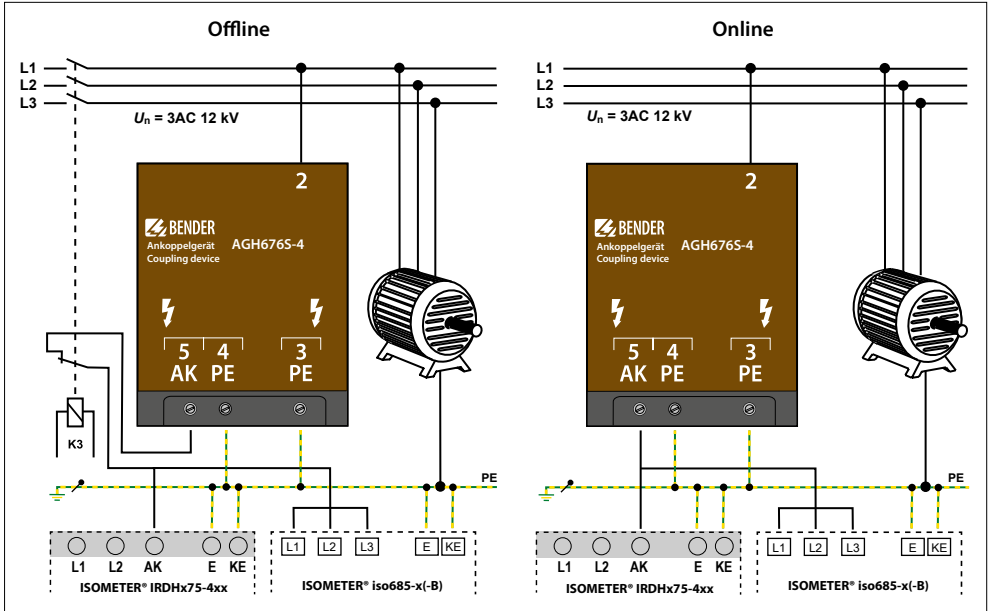 Offline
L1
L2
L3
Un = 3AC 12 kV
2
BENDER
Ankoppelgerät
Coupling device
AGH676S-4
5 4 3
AK PE PE
K3
PE
L1 L2 AK E KE
ISOMETER® IRDHx75-4xx
L1 L2 L3 E KE
ISOMETER® iso685-x(-B)
Online
L1
L2
L3
Un = 3AC 12 kV
2
BENDER
Ankoppelgerät
Coupling device
AGH676S-4
5 4 3
AK PE PE
PE
L1 L2 AK E KE
ISOMETER® IRDHx75-4xx
L1 L2 L3 E KE
ISOMETER® iso685-x(-B)